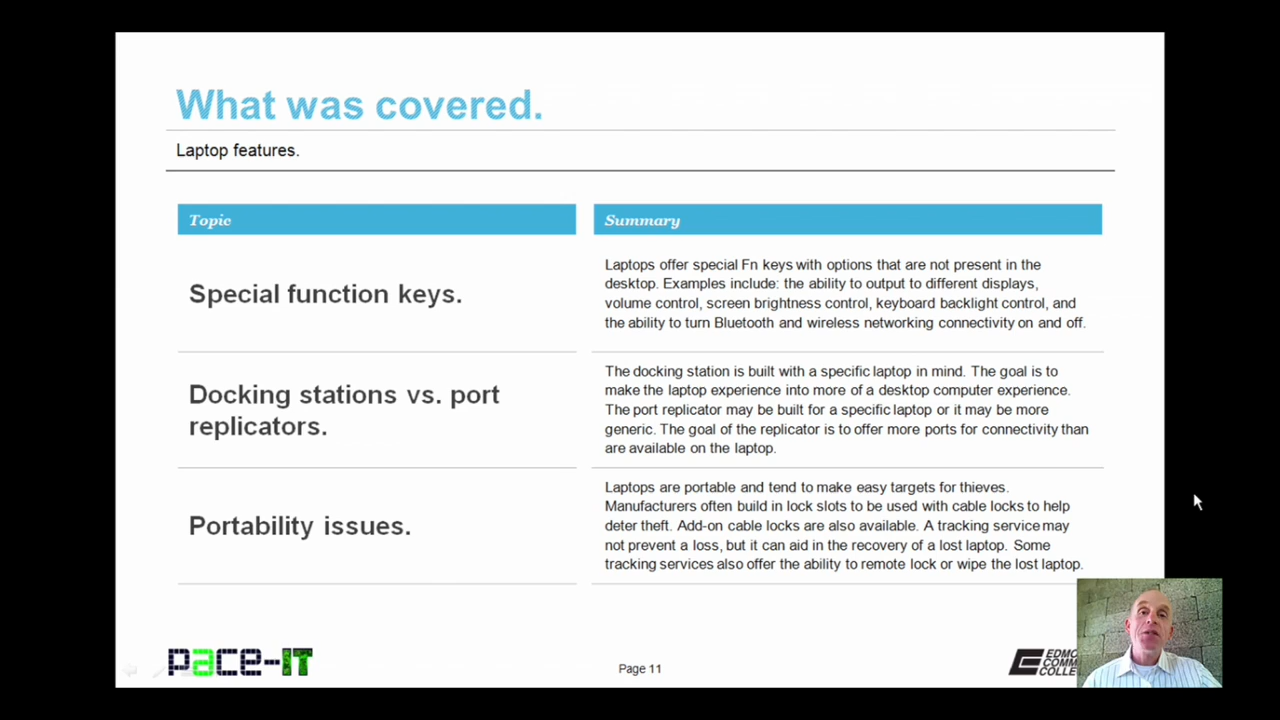 What was covered.
Laptop features.
Topic
Summary
Special function keys.
Laptops offer special Fn keys with options that are not present in the
desktop. Examples include: the ability to output to different displays,
volume control, screen brightness control, keyboard backlight control, and
the ability to turn Bluetooth and wireless networking connectivity on and off.
Docking stations vs. port
replicators.
The docking station is built with a specific laptop in mind. The goal is to
make the laptop experience into more of a desktop computer experience.
The port replicator may be built for a specific laptop or it may be more
generic. The goal of the replicator is to offer more ports for connectivity than
are available on the laptop.
Portability issues.
Laptops are portable and tend to make easy targets for thieves.
Manufacturers often build in lock slots to be used with cable locks to help
deter theft. Add-on cable locks are also available. A tracking service may
not prevent a loss, but it can aid in the recovery of a lost laptop. Some
tracking services also offer the ability to remote lock or wipe the lost laptop.
pace-IT
Page 11